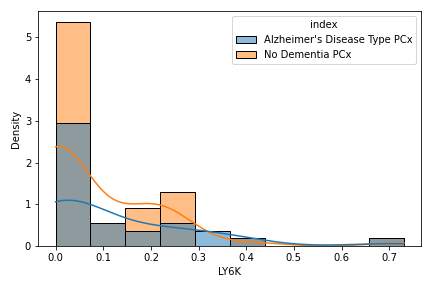 index
Alzheimer's Disease Type PCx
No Dementia PCx
Density
5
4
3
2
1
0
0.0 0.1 0.2 0.3 0.4 0.5 0.6 0.7
LY6K